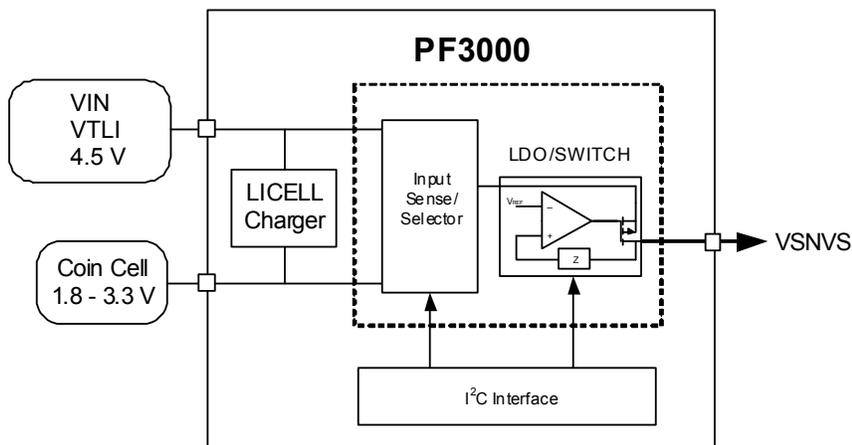 PF3000
VIN
VTLI
4.5 V
LICELL
Charger
Coin Cell
1.8 - 3.3 V
Input
Sense/
Selector
LDO/SWITCH
VREF
–
+
Z
VSNVS
I²C Interface